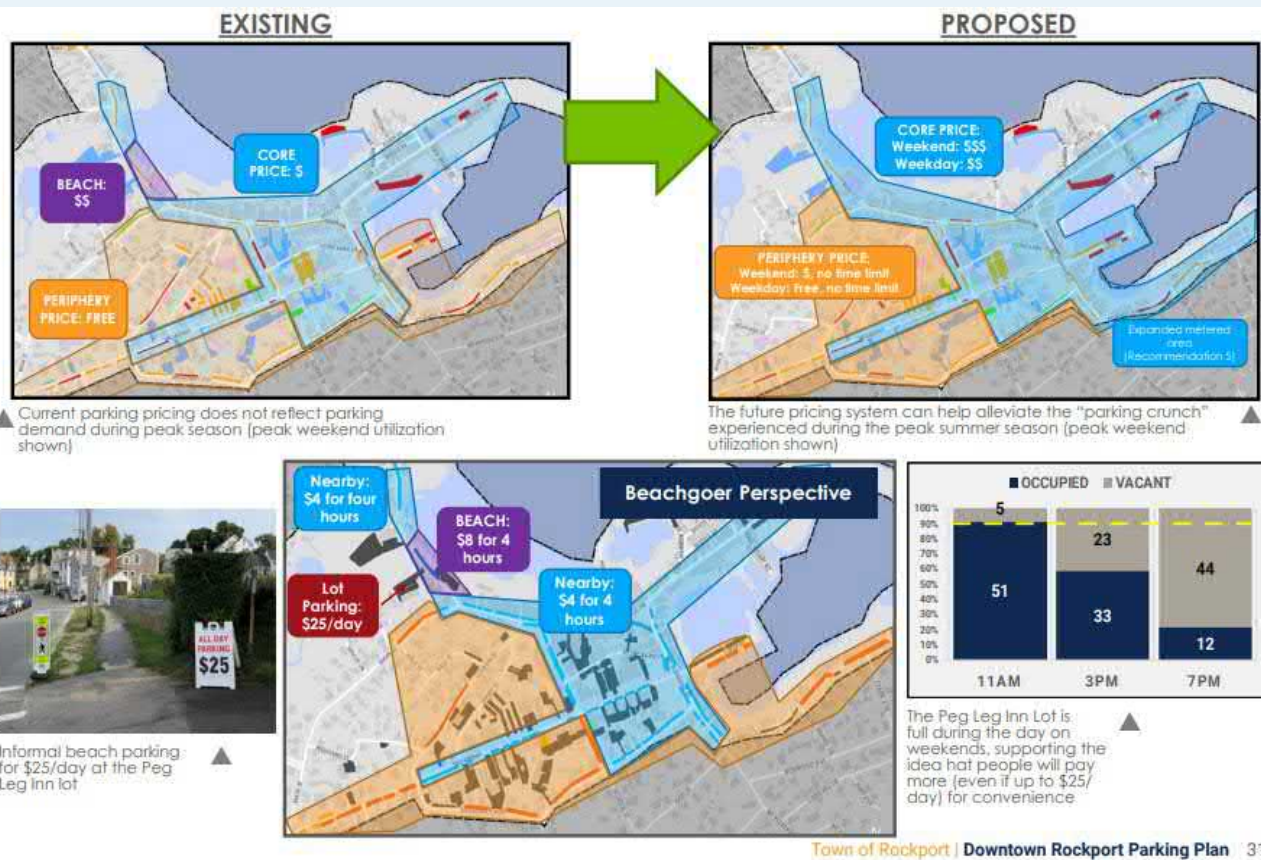 EXISTING
PROPOSED
BEACH:
$$
CORE
PRICE: $
PERIPHERY
PRICE: FREE
CORE PRICE:
Weekend: $$$
Weekday: $$
PERIPHERY PRICE:
Weekend: $, no time limit
Weekday: Free, no time limit
Expanded metered
area
(Recommendation 5)
Current parking pricing does not reflect parking
demand during peak season (peak weekend utilization
shown)
The future pricing system can help alleviate the "parking crunch"
experienced during the peak summer season (peak weekend
utilization shown)
ALL DAY
PARKING
$25
Informal beach parking
for $25/day at the Peg
Leg Inn lot
Beachgoer Perspective
Nearby:
$4 for four
hours
BEACH:
$8 for 4
hours
Lot
Parking:
$25/day
Nearby:
$4 for 4
hours
OCCUPIED VACANT
100%
90%
80%
70%
60%
50%
40%
30%
20%
10%
0%
5
51
23
33
44
12
11AM 3PM 7PM
The Peg Leg Inn Lot is
full during the day on
weekends, supporting the
idea hat people will pay
more (even if up to $25/
day) for convenience
Town of Rockport | Downtown Rockport Parking Plan 31